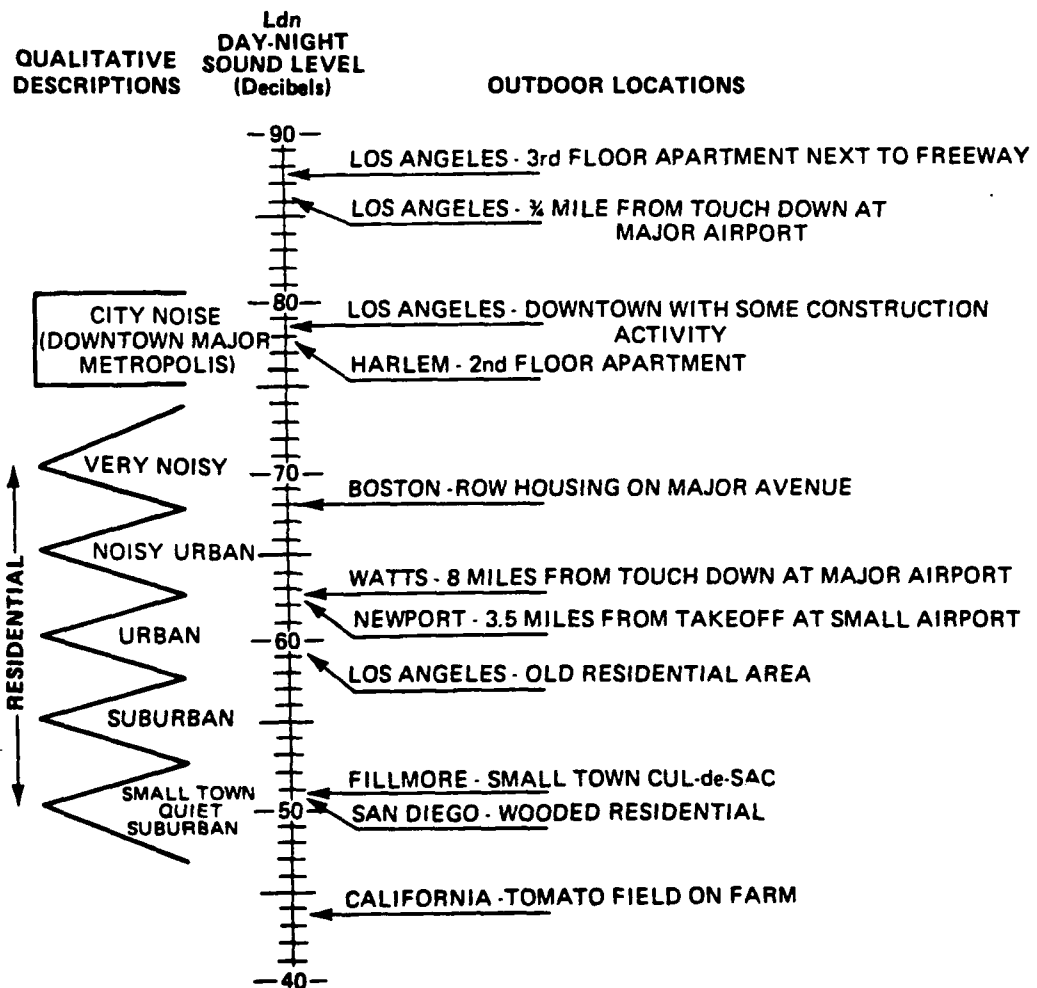 QUALITATIVE
DESCRIPTIONS
Ldn
DAY-NIGHT
SOUND LEVEL
(Decibels)
OUTDOOR LOCATIONS
90
LOS ANGELES - 3rd FLOOR APARTMENT NEXT TO FREEWAY
LOS ANGELES - ¾ MILE FROM TOUCH DOWN AT
MAJOR AIRPORT
80
CITY NOISE
(DOWNTOWN MAJOR
METROPOLIS)
LOS ANGELES - DOWNTOWN WITH SOME CONSTRUCTION
ACTIVITY
HARLEM - 2nd FLOOR APARTMENT
RESIDENTIAL
VERY NOISY
70
BOSTON - ROW HOUSING ON MAJOR AVENUE
NOISY URBAN
WATTS - 8 MILES FROM TOUCH DOWN AT MAJOR AIRPORT
NEWPORT - 3.5 MILES FROM TAKEOFF AT SMALL AIRPORT
URBAN
60
LOS ANGELES - OLD RESIDENTIAL AREA
SUBURBAN
FILLMORE - SMALL TOWN CUL-de-SAC
SMALL TOWN
QUIET
SUBURBAN
50
SAN DIEGO - WOODED RESIDENTIAL
CALIFORNIA - TOMATO FIELD ON FARM
40